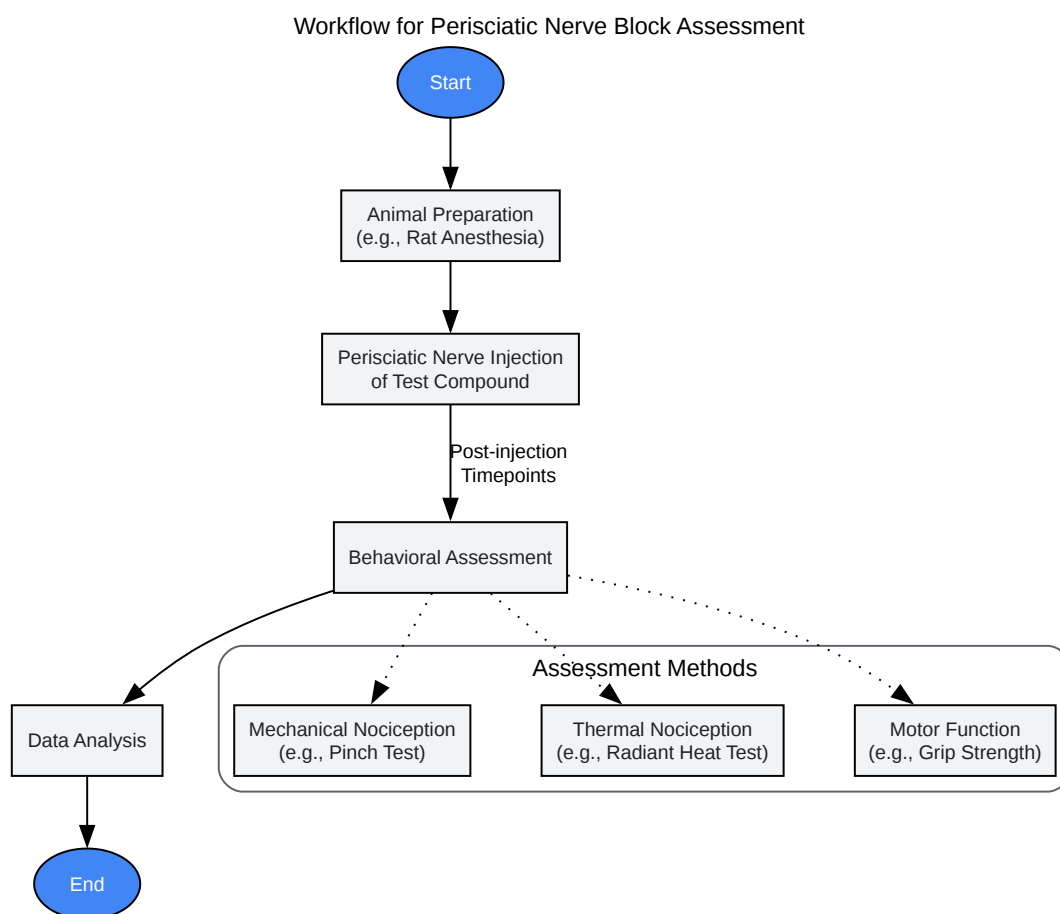 Workflow for Perisciatic Nerve Block Assessment
Start
Animal Preparation
(e.g., Rat Anesthesia)
Perisciatic Nerve Injection
of Test Compound
Post-injection
Timepoints
Behavioral Assessment
Assessment Methods
Data Analysis
Mechanical Nociception
(e.g., Pinch Test)
Thermal Nociception
(e.g., Radiant Heat Test)
Motor Function
(e.g., Grip Strength)
End